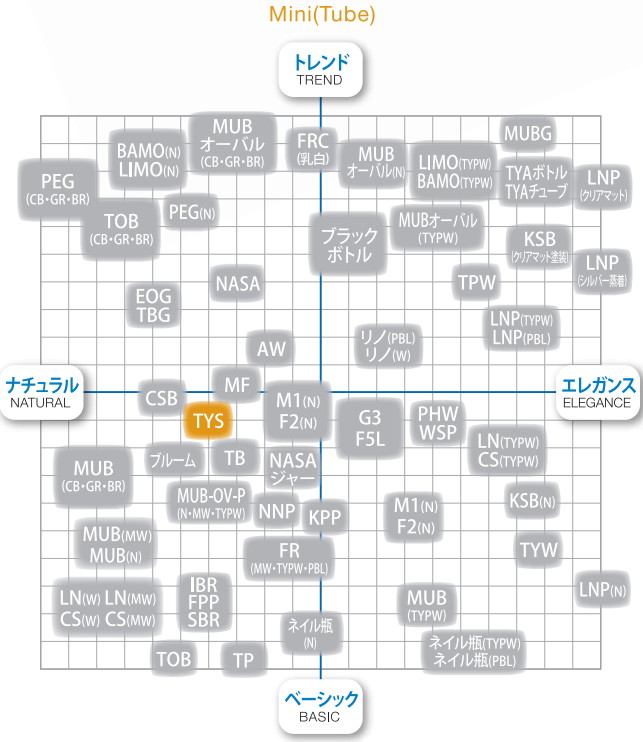 Mini(Tube)
トレンド
TREND
MUB
オーバル
(CB・GR・BR)
FRC
(乳白)
MUBG
BAMO(N)
LIMO(N)
MUB
オーバル(N)
LIMO(TYPW)
BAMO(TYPW)
TYAボトル
TYAチューブ
PEG
(CB・GR・BR)
LNP
(クリアマット)
TOB
(CB・GR・BR)
PEG(N)
ブラック
ボトル
MUBオーバル
(TYPW)
KSB
(クリアマット塗装)
LNP
(シルバー蒸着)
NASA
TPW
EOG
TBG
LNP(TYPW)
LNP(PBL)
AW
リノ(PBL)
リノ(W)
ナチュラル
NATURAL
エレガンス
ELEGANCE
CSB
MF
M1(N)
F2(N)
TYS
G3
F5L
PHW
WSP
LN(TYPW)
CS(TYPW)
MUB
(CB・GR・BR)
ブルーム
TB
NASA
ジャー
MUB-OV-P
(N・MW・TYPW)
NNP
KPP
M1(N)
F2(N)
KSB(N)
MUB(MW)
MUB(N)
FR
(MW・TYPW・PBL)
TYW
LN(W) LN(MW)
CS(W) CS(MW)
IBR
FPP
SBR
MUB
(TYPW)
LNP(N)
ネイル瓶
(N)
ネイル瓶(TYPW)
ネイル瓶(PBL)
TOB
TP
ベーシック
BASIC